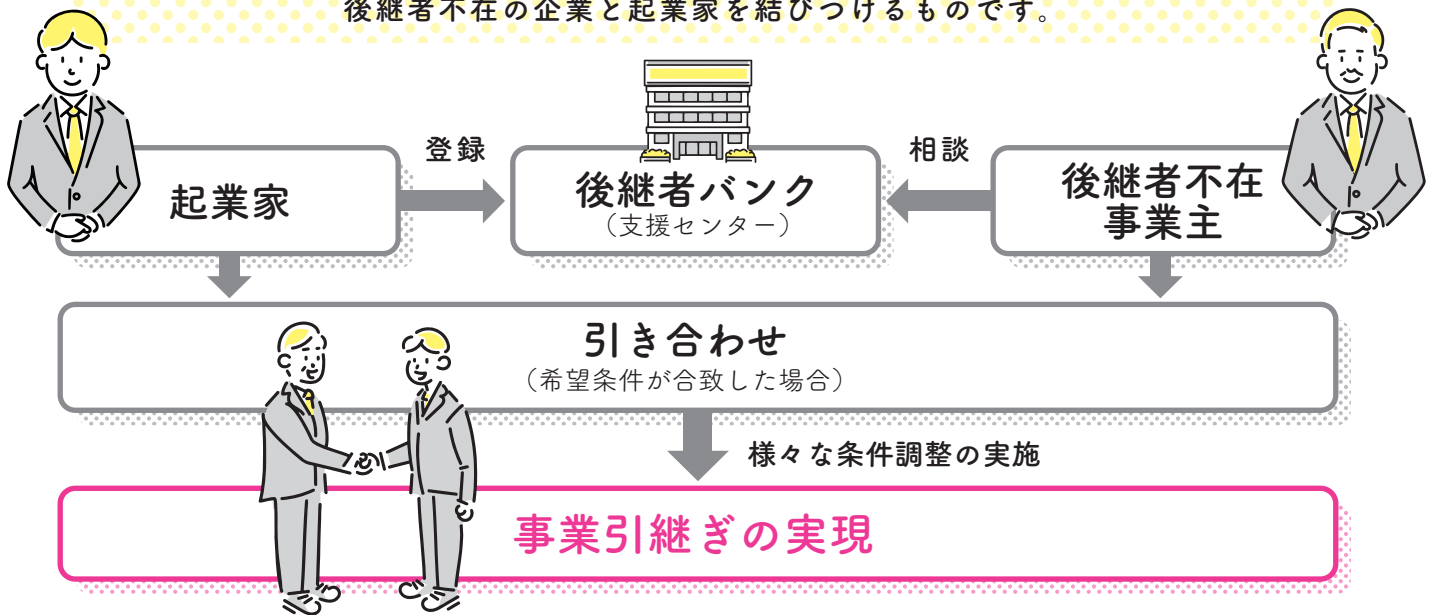 後継者不在の企業と起業家を結びつけるものです。
登録
相談
起業家
後継者バンク
（支援センター）
後継者不在
事業主
引き合わせ
（希望条件が合致した場合）
様々な条件調整の実施
事業引継ぎの実現